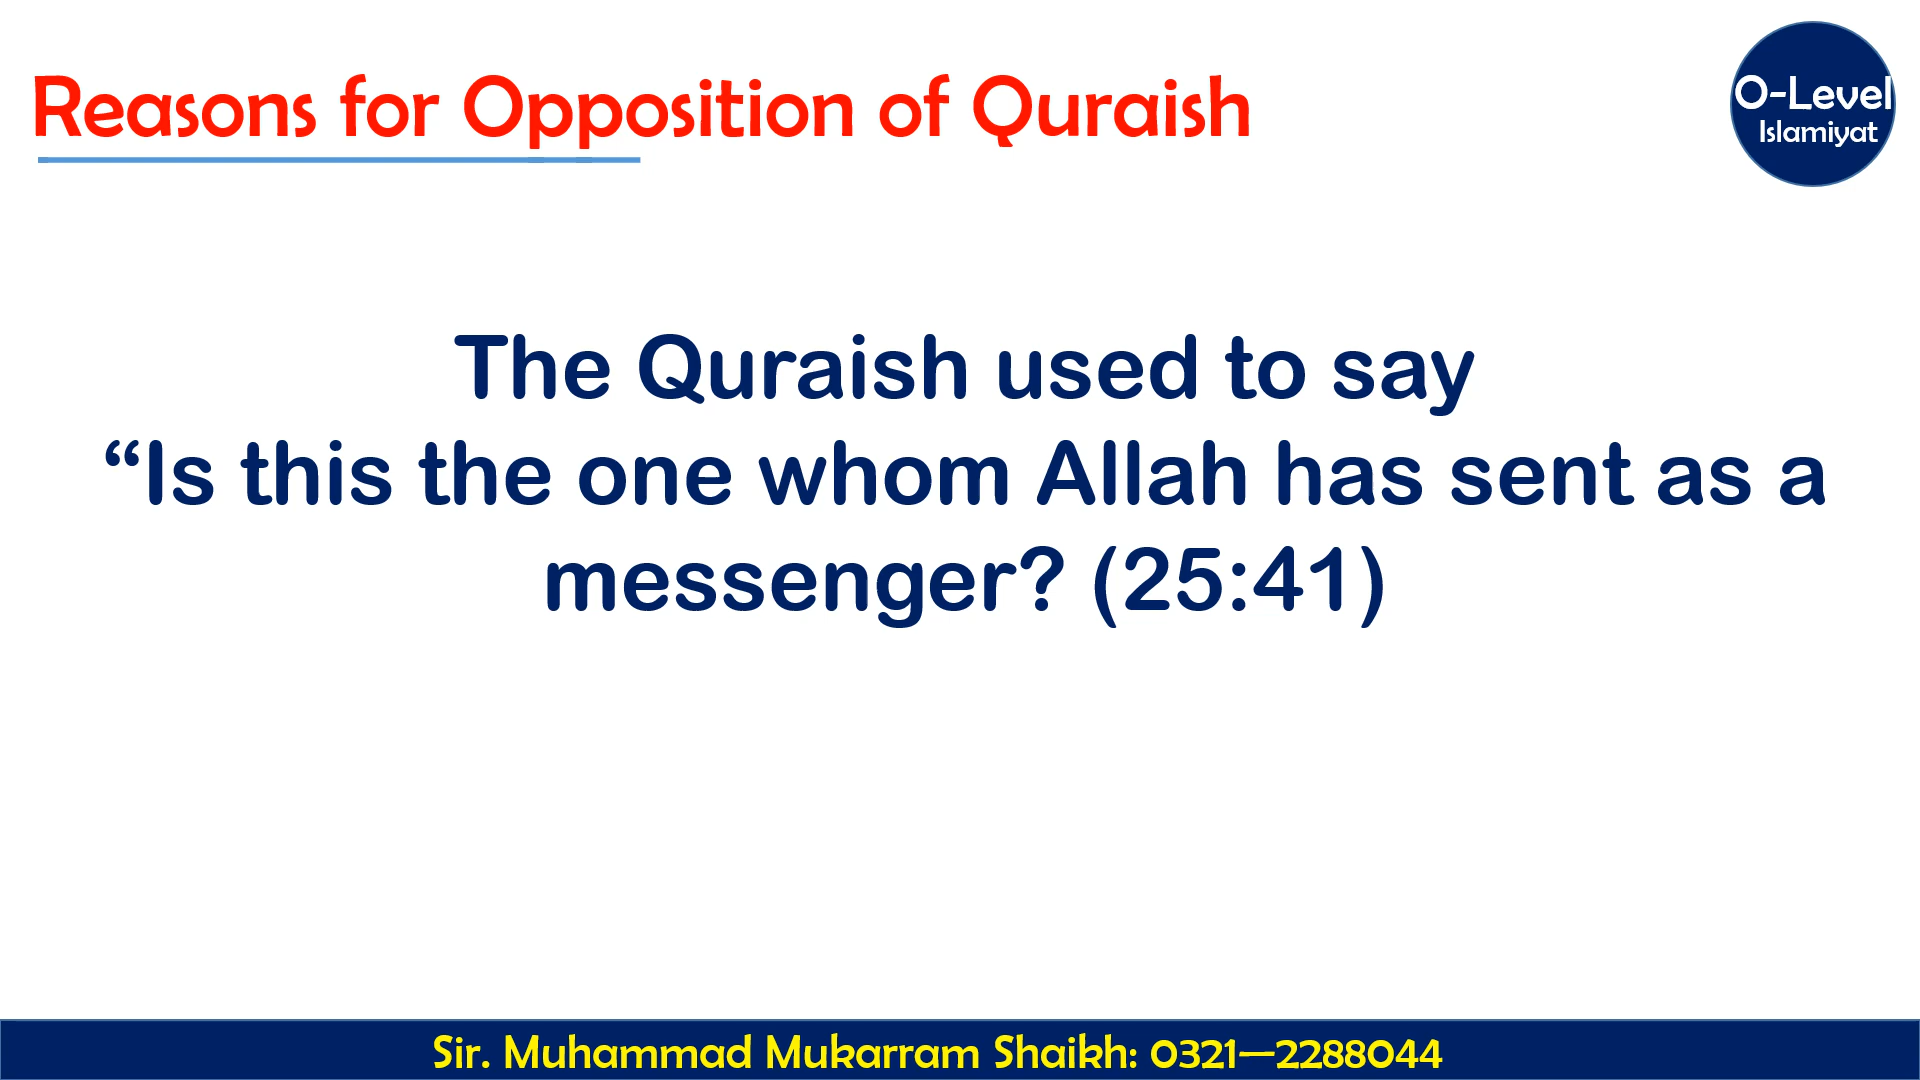 Reasons for Opposition of Quraish
O-Level
Islamiyat
The Quraish used to say
“Is this the one whom Allah has sent as a
messenger? (25:41)
Sir. Muhammad Mukarram Shaikh: 0321—2288044